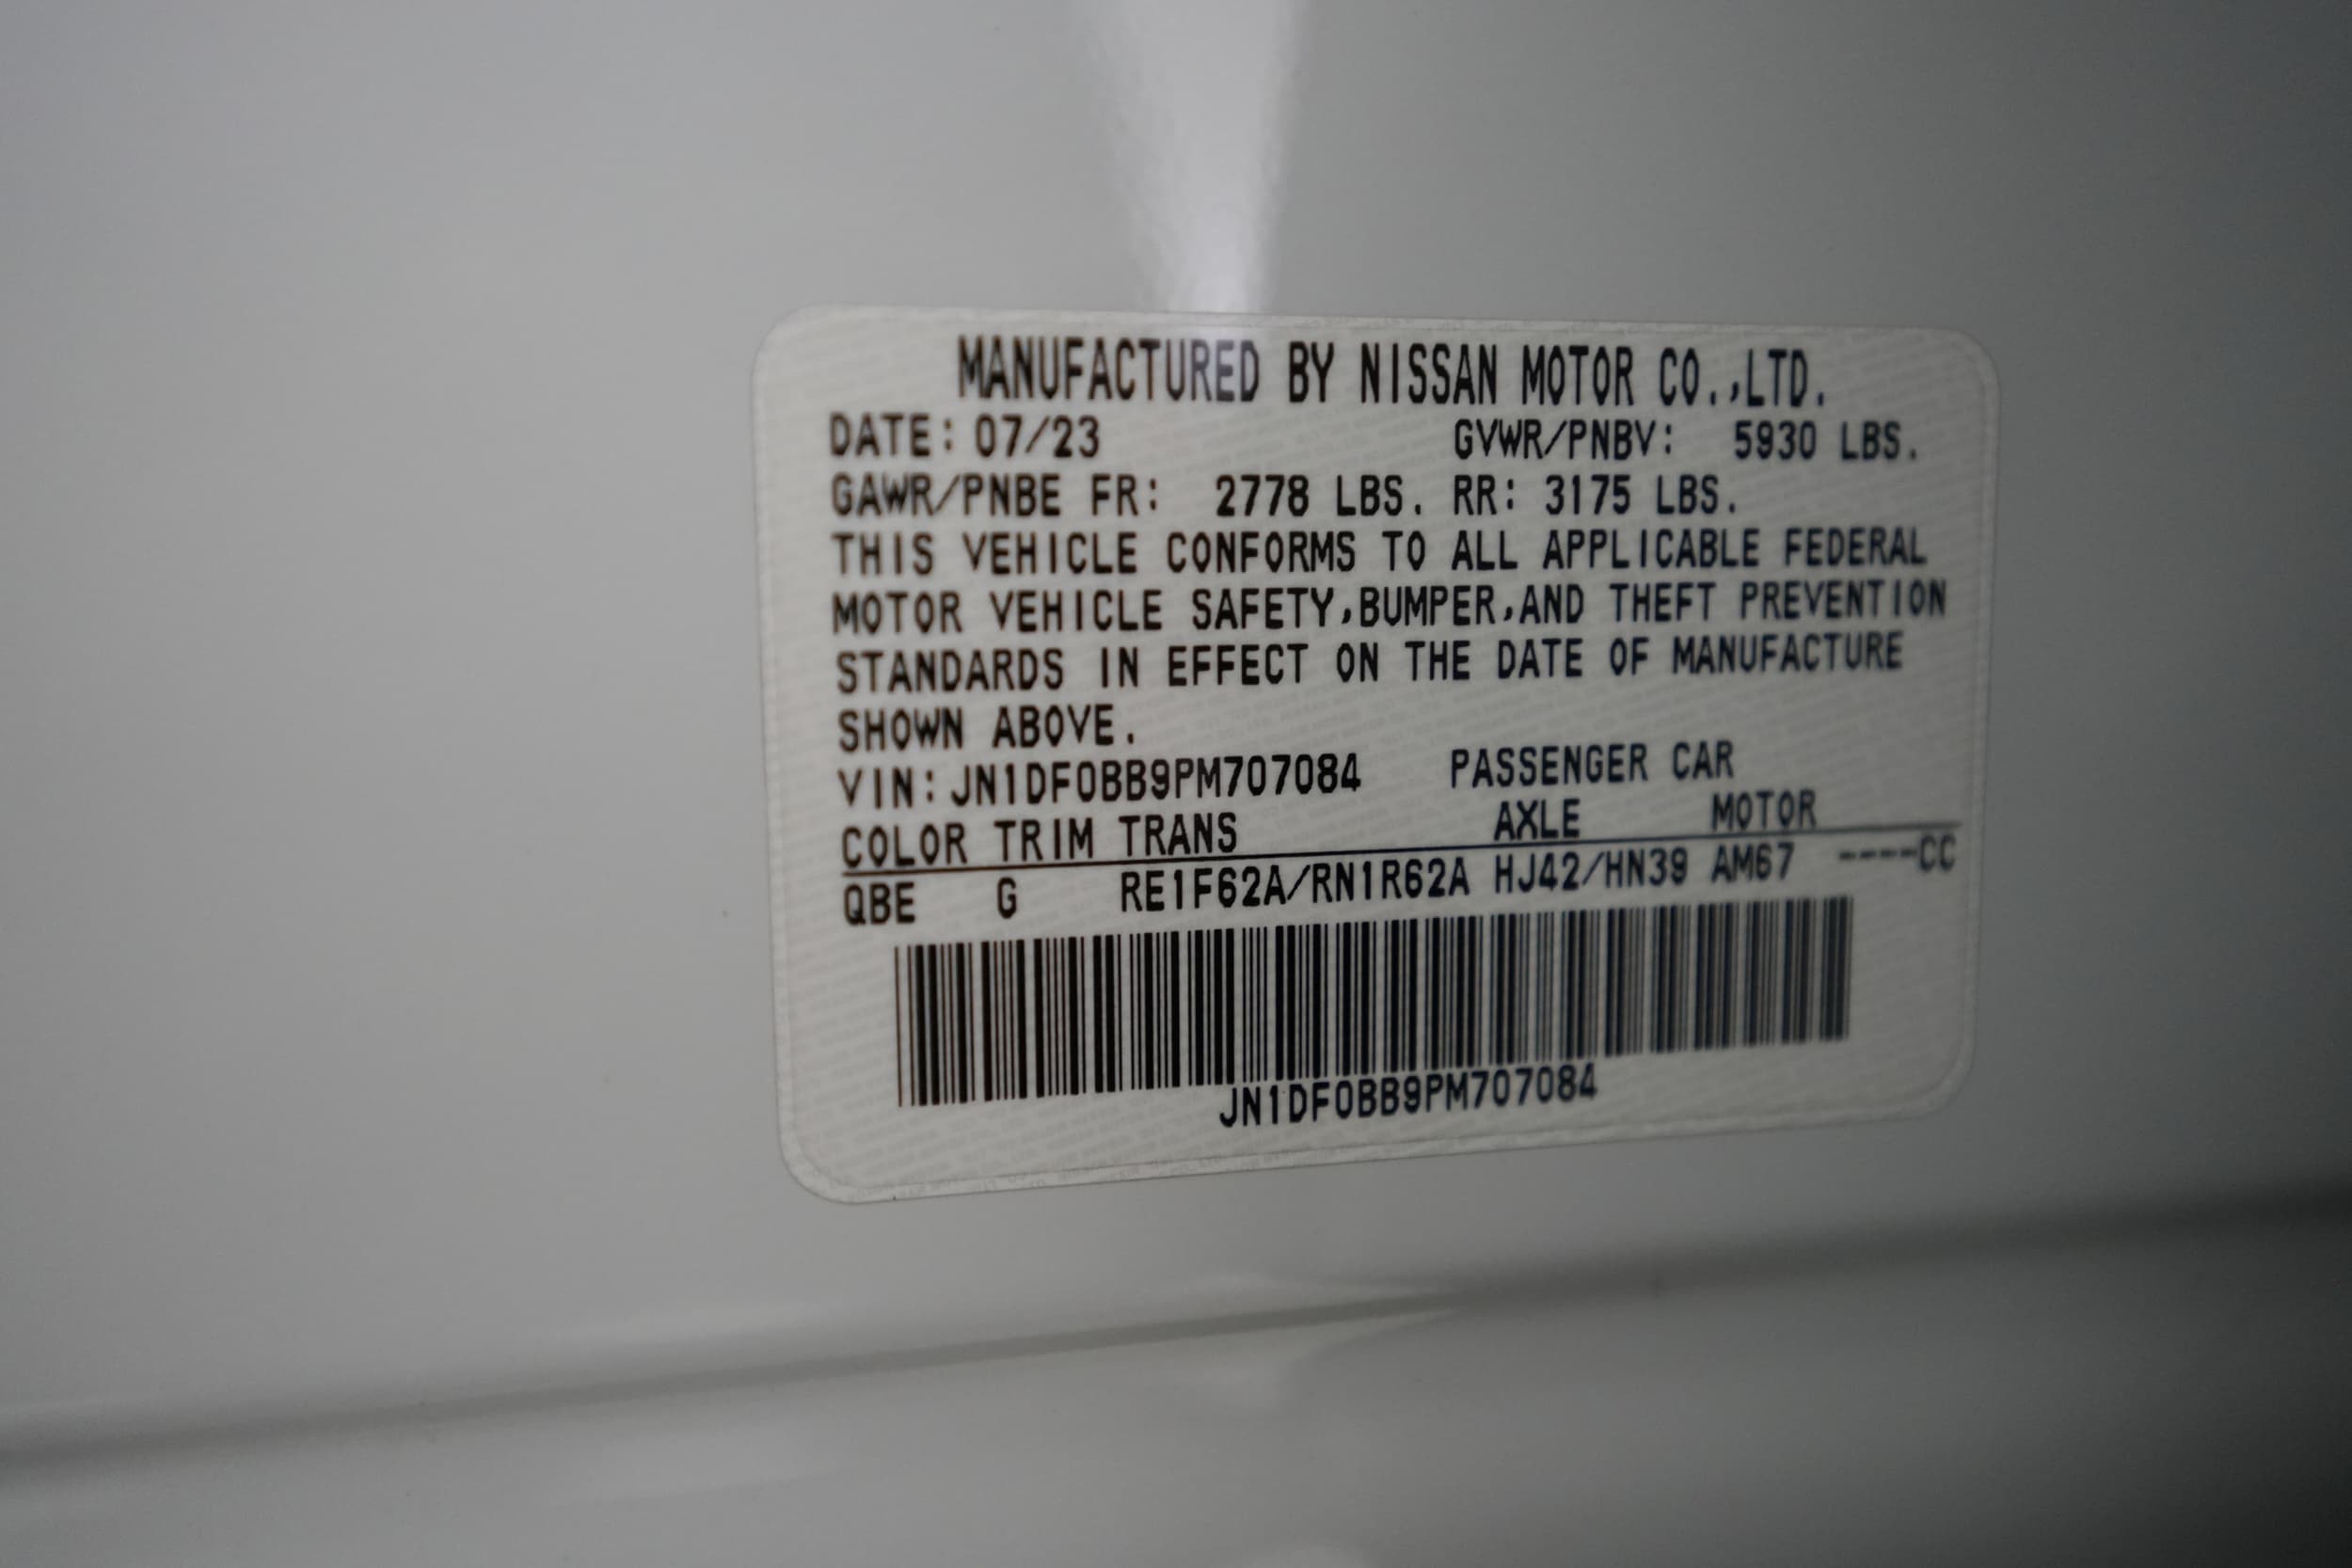 MANUFACTURED BY NISSAN MOTOR CO.,LTD.
DATE: 07/23 GVWR/PNBV: 5930 LBS.
GAWR/PNBE FR: 2778 LBS. RR: 3175 LBS.
THIS VEHICLE CONFORMS TO ALL APPLICABLE FEDERAL
MOTOR VEHICLE SAFETY,BUMPER,AND THEFT PREVENTION
STANDARDS IN EFFECT ON THE DATE OF MANUFACTURE
SHOWN ABOVE.
VIN:JN1DF0BB9PM707084 PASSENGER CAR
COLOR TRIM TRANS AXLE MOTOR
QBE G RE1F62A/RN1R62A HJ42/HN39 AM67 ----CC
JN1DF0BB9PM707084